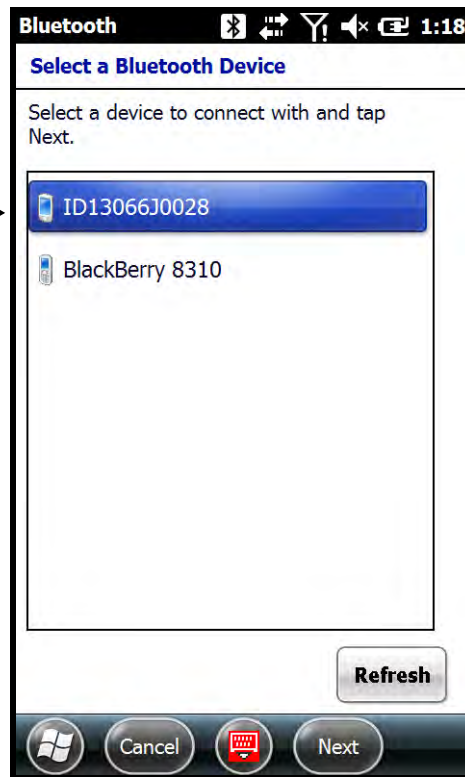 Bluetooth 1:18
Select a Bluetooth Device
Select a device to connect with and tap
Next.
ID13066J0028
BlackBerry 8310
Refresh
Cancel Next